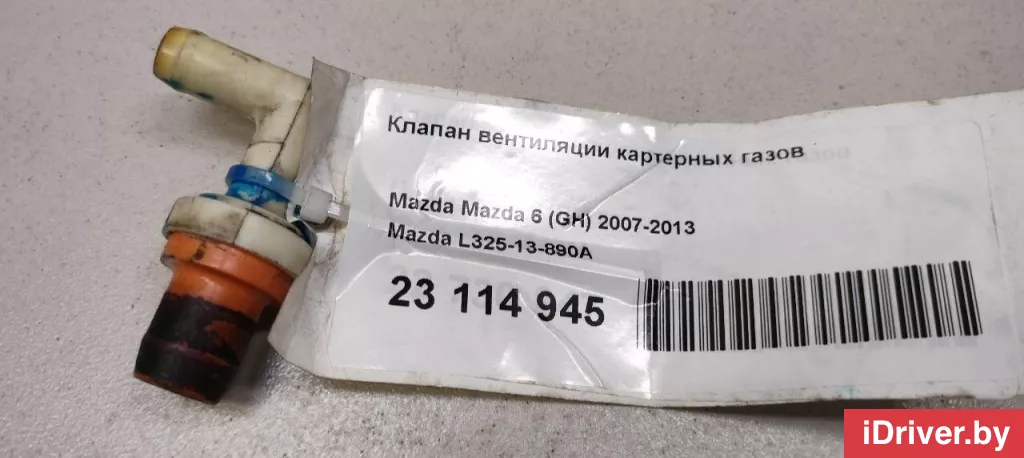 Клапан вентиляции картерных газов
Mazda Mazda 6 (GH) 2007-2013
Mazda L325-13-890A
23 114 945
iDriver.by